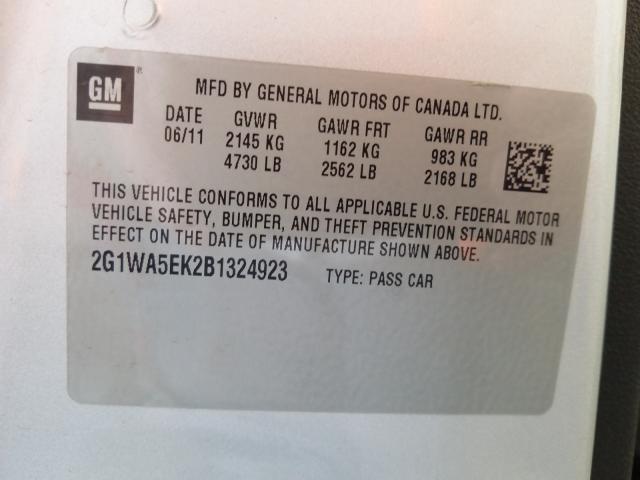 GM®
MFD BY GENERAL MOTORS OF CANADA LTD.
DATE GVWR GAWR FRT GAWR RR
06/11 2145 KG 1162 KG 983 KG
4730 LB 2562 LB 2168 LB
THIS VEHICLE CONFORMS TO ALL APPLICABLE U.S. FEDERAL MOTOR
VEHICLE SAFETY, BUMPER, AND THEFT PREVENTION STANDARDS IN
EFFECT ON THE DATE OF MANUFACTURE SHOWN ABOVE.
2G1WA5EK2B1324923 TYPE: PASS CAR